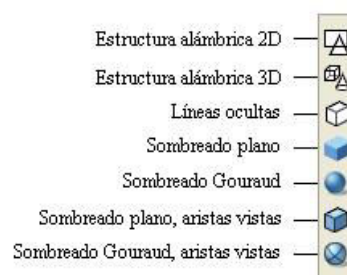 Estructura alámbrica 2D
Estructura alámbrica 3D
Líneas ocultas
Sombreado plano
Sombreado Gouraud
Sombreado plano, aristas vistas
Sombreado Gouraud, aristas vistas